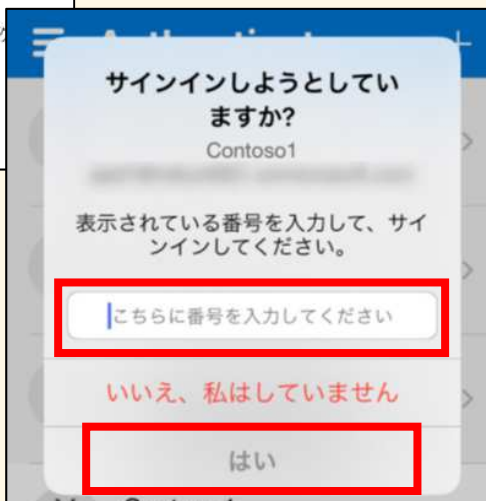 サインインしようとしてい
ますか?
Contoso1
表示されている番号を入力して、サイ
ンインしてください。
こちらに番号を入力してください
いいえ、私はしていません
はい